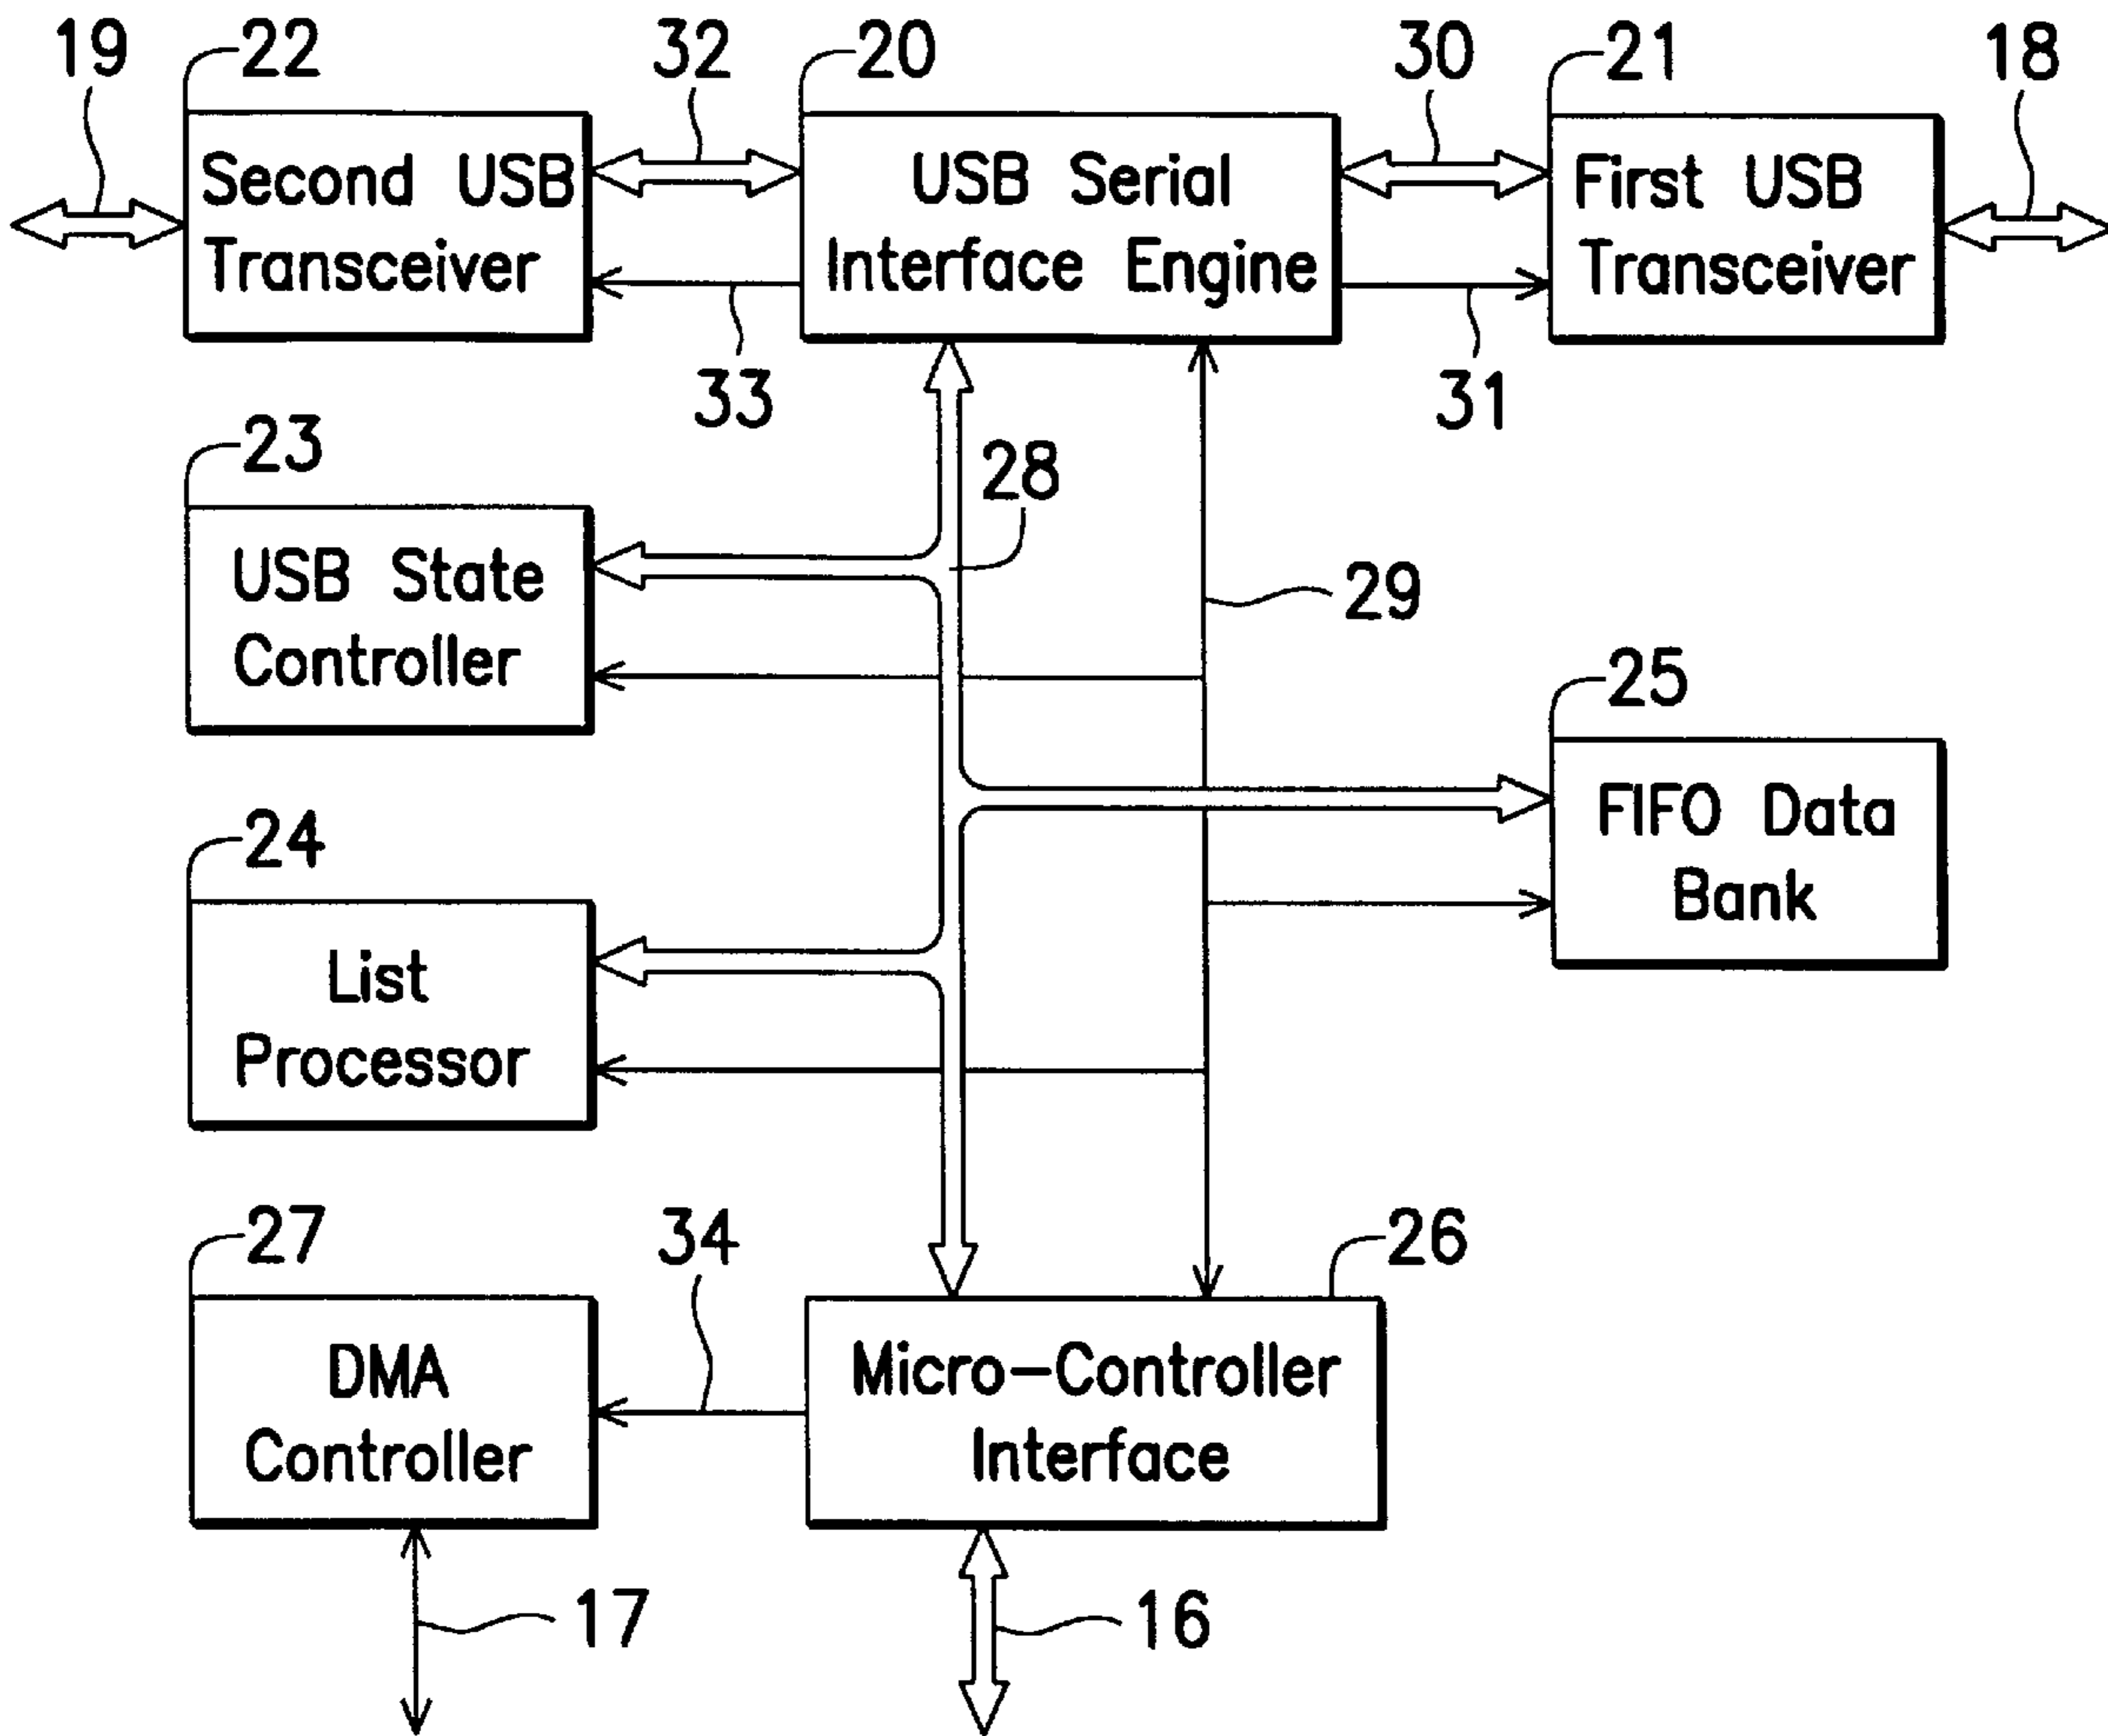 19
22
32
20
30
21
18
Second USB
Transceiver
USB Serial
Interface Engine
First USB
Transceiver
33
31
23
28
USB State
Controller
29
25
FIFO Data
Bank
24
List
Processor
27
34
26
DMA
Controller
Micro-Controller
Interface
17
16